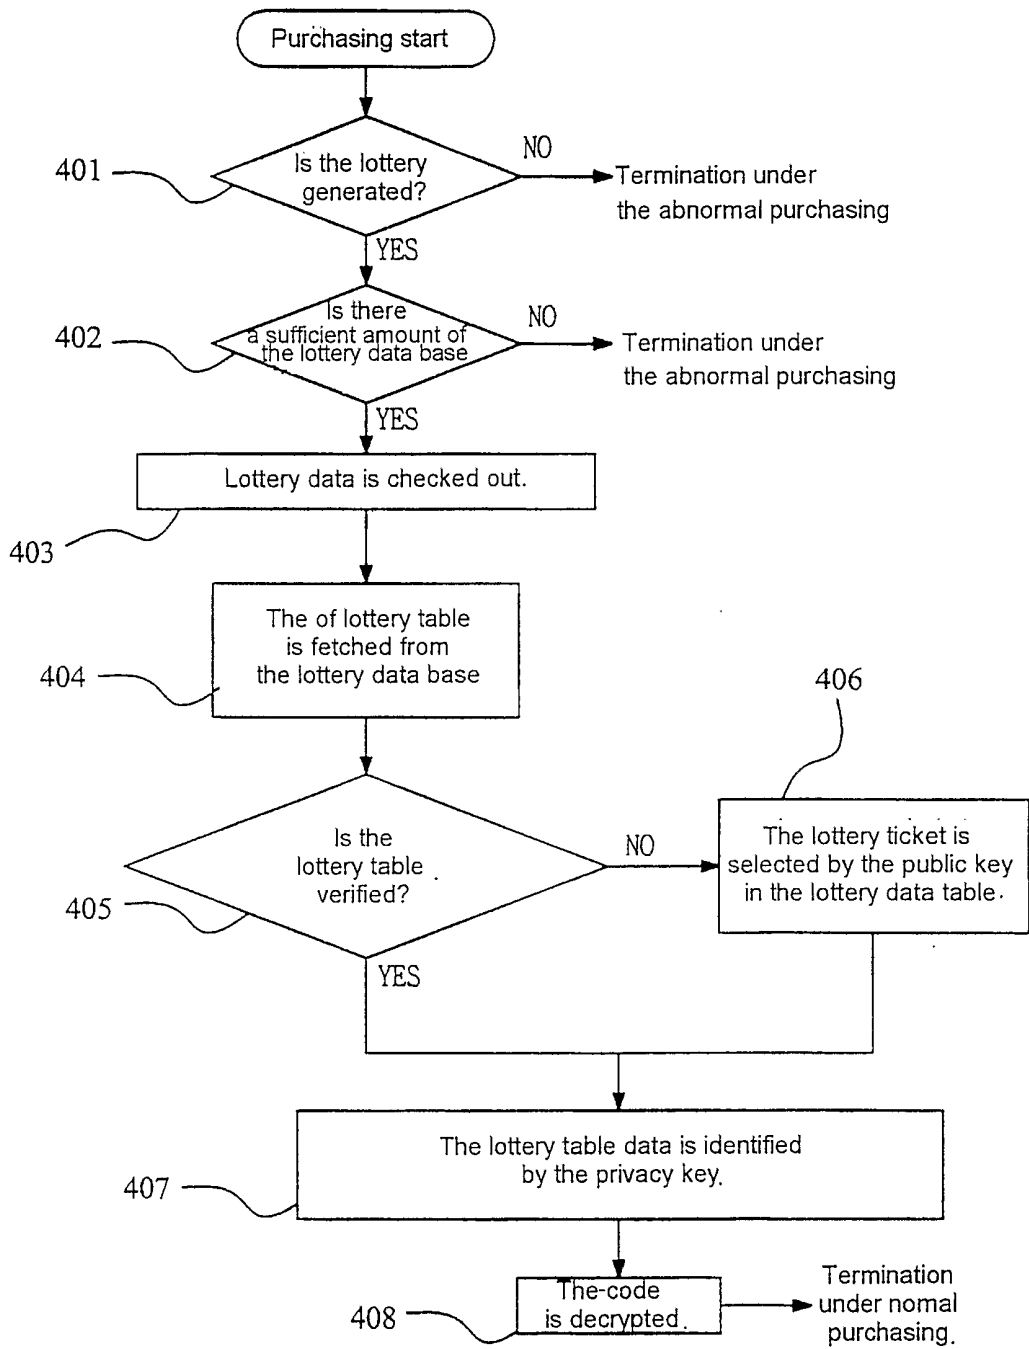 Purchasing start
401
Is the lottery
generated?
NO
Termination under
the abnormal purchasing
YES
402
Is there
a sufficient amount of
the lottery data base
NO
Termination under
the abnormal purchasing
YES
Lottery data is checked out.
403
The of lottery table
is fetched from
the lottery data base
404
Is the
lottery table
verified?
405
NO
406
The lottery ticket is
selected by the public key
in the lottery data table.
YES
The lottery table data is identified
by the privacy key.
407
The-code
is decrypted.
408
Termination
under nomal
purchasing.